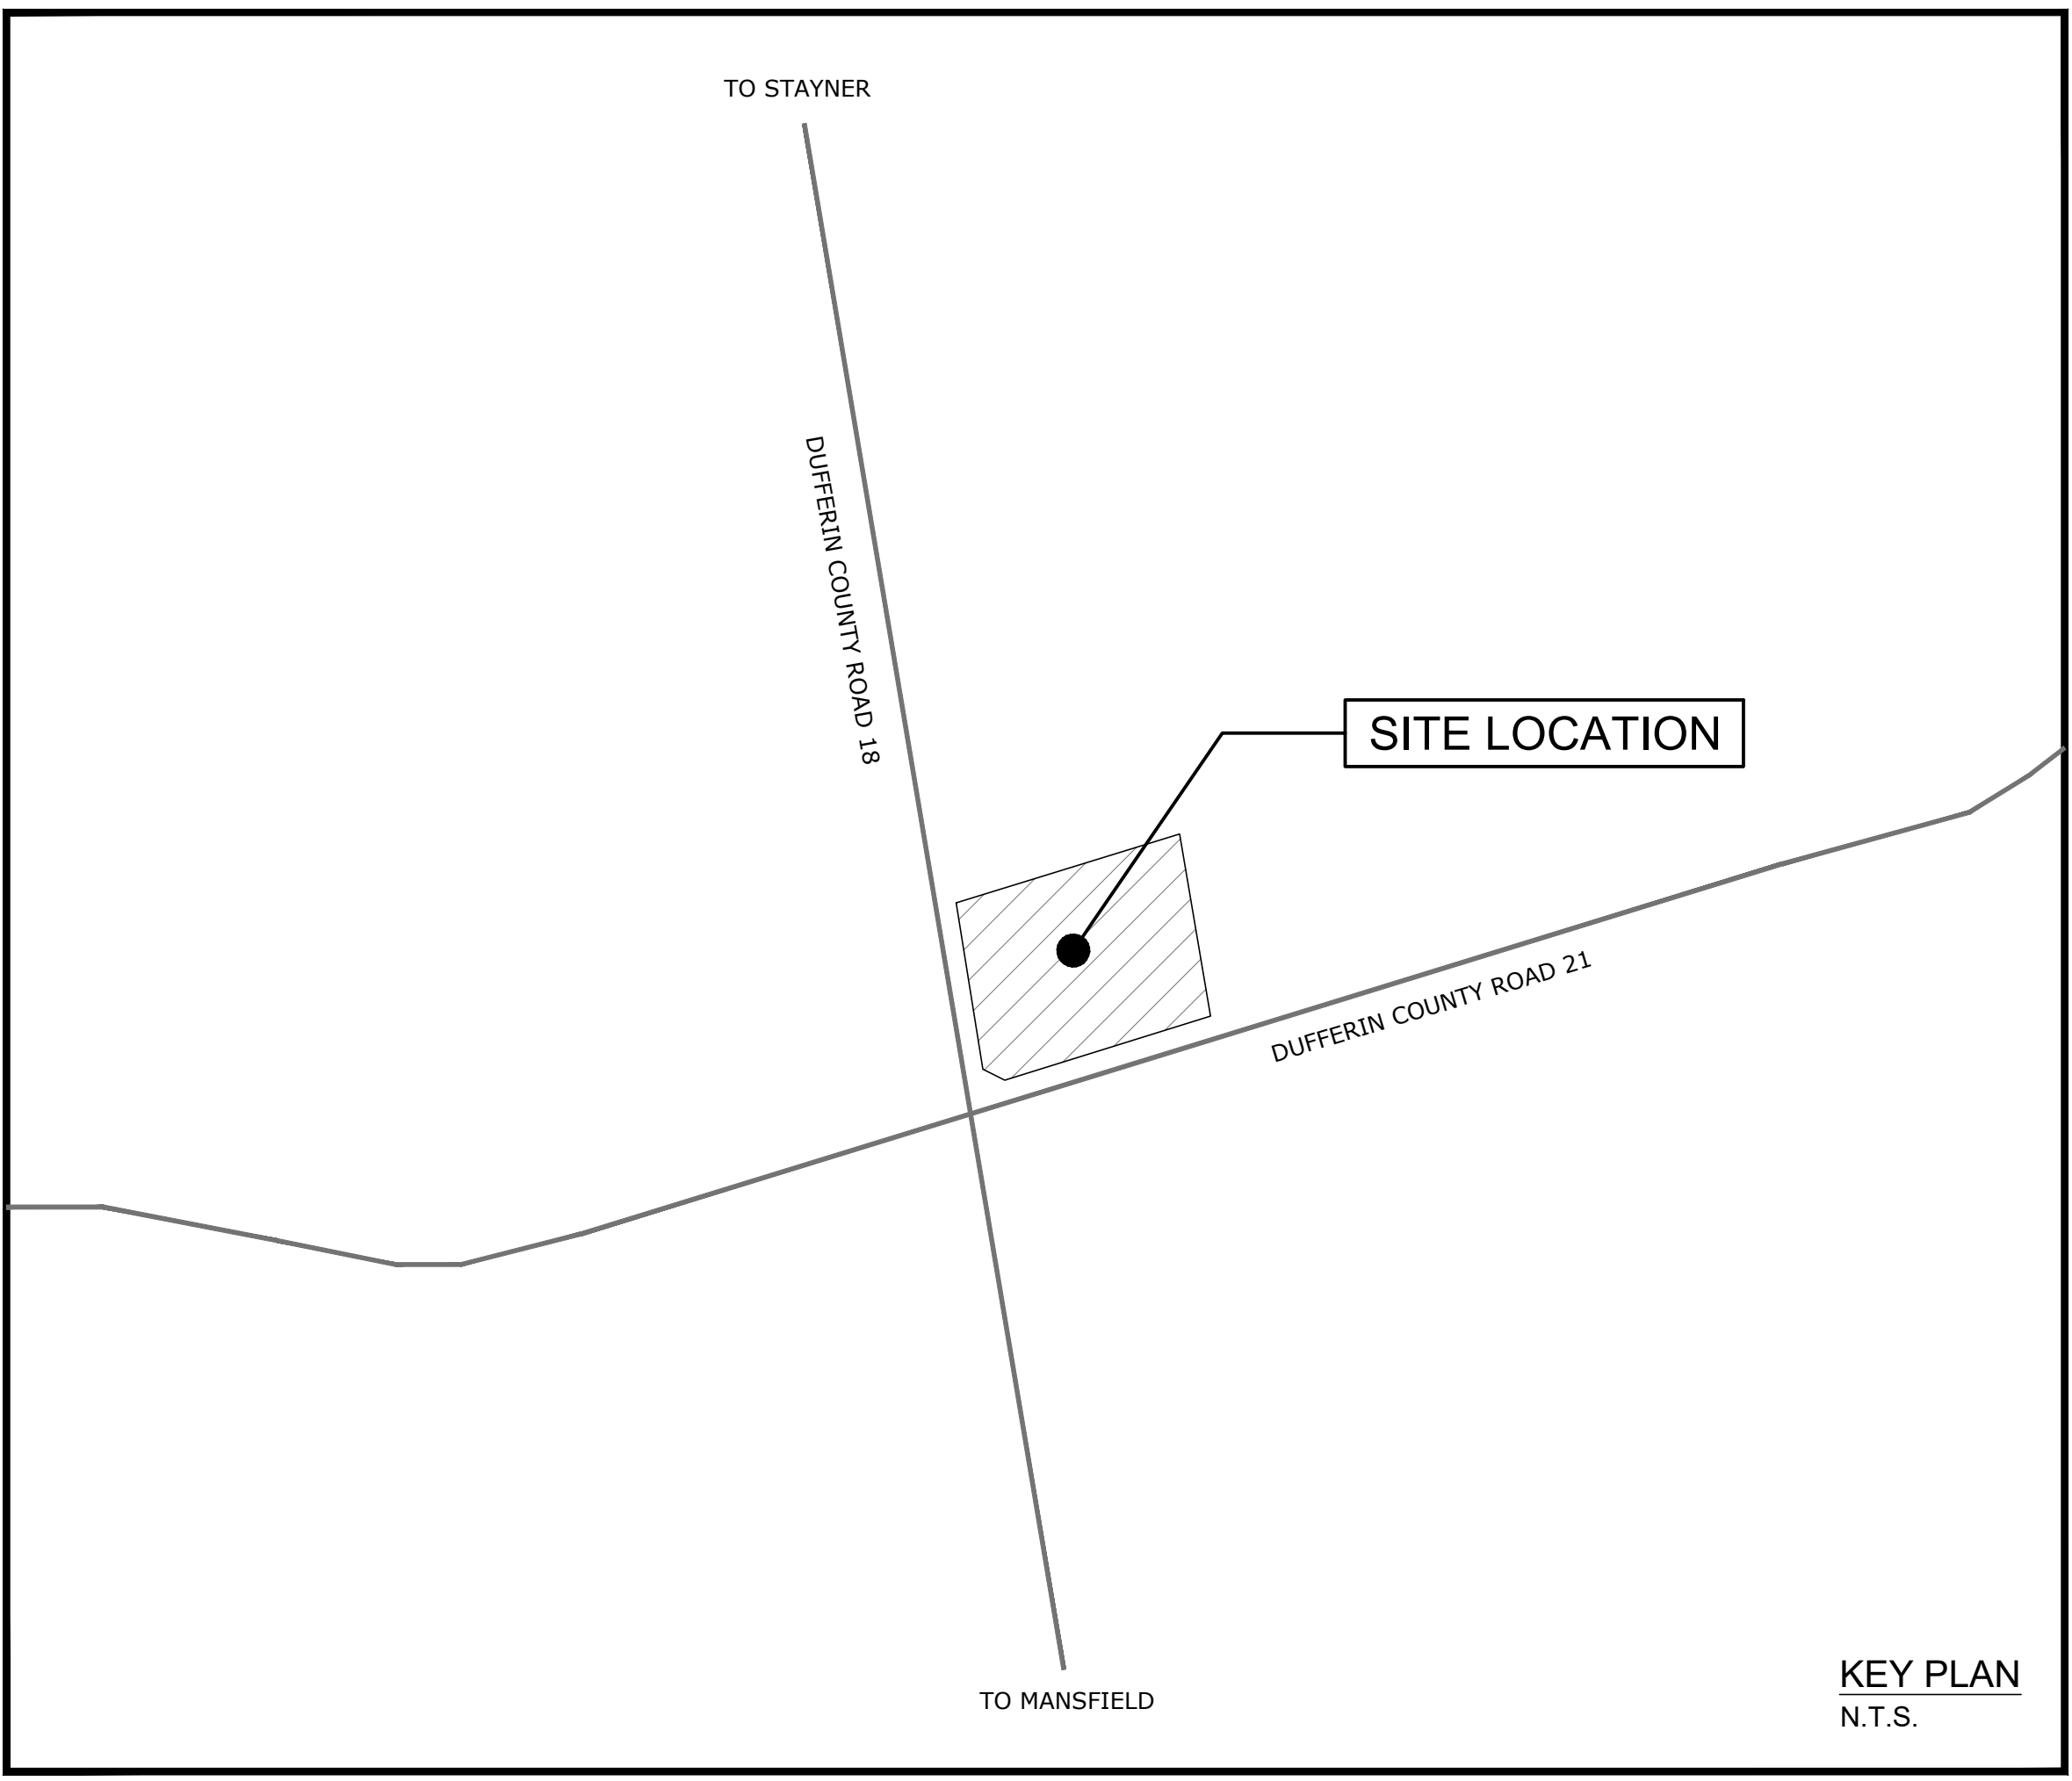 TO STAYNER
DUFFERIN COUNTY ROAD 18
SITE LOCATION
DUFFERIN COUNTY ROAD 21
TO MANSFIELD
KEY PLAN
N.T.S.